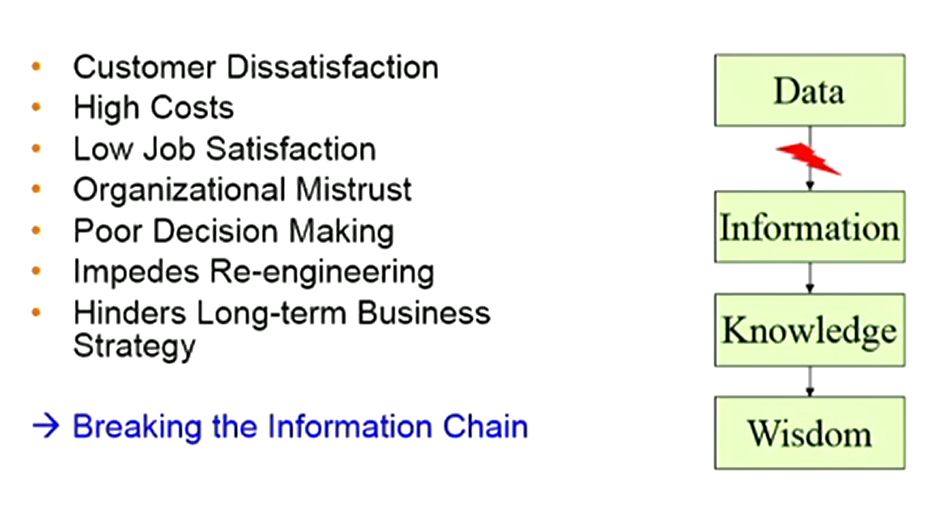 • Customer Dissatisfaction
• High Costs
• Low Job Satisfaction
• Organizational Mistrust
• Poor Decision Making
• Impedes Re-engineering
• Hinders Long-term Business
Strategy
→ Breaking the Information Chain
Data
Information
Knowledge
Wisdom